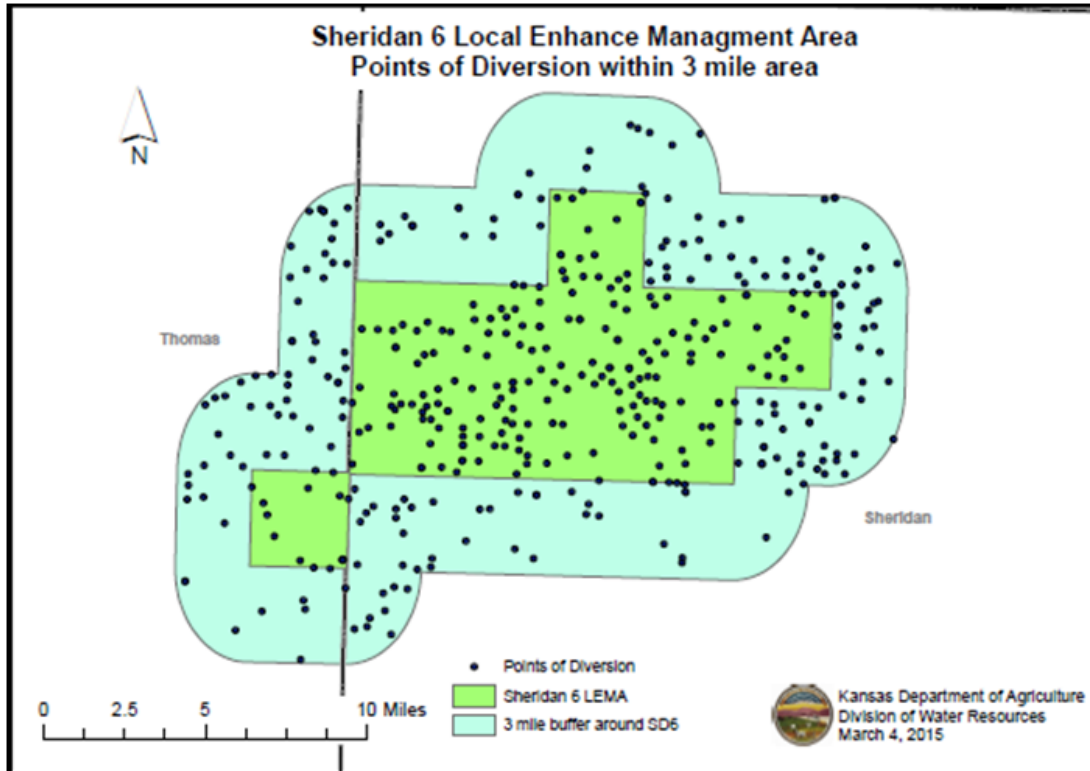 Sheridan 6 Local Enhance Managment Area
Points of Diversion within 3 mile area
N
Thomas
Sheridan
Points of Diversion
Sheridan 6 LEMA
3 mile buffer around SD6
0 2.5 5 10 Miles
Kansas Department of Agriculture
Division of Water Resources
March 4, 2015